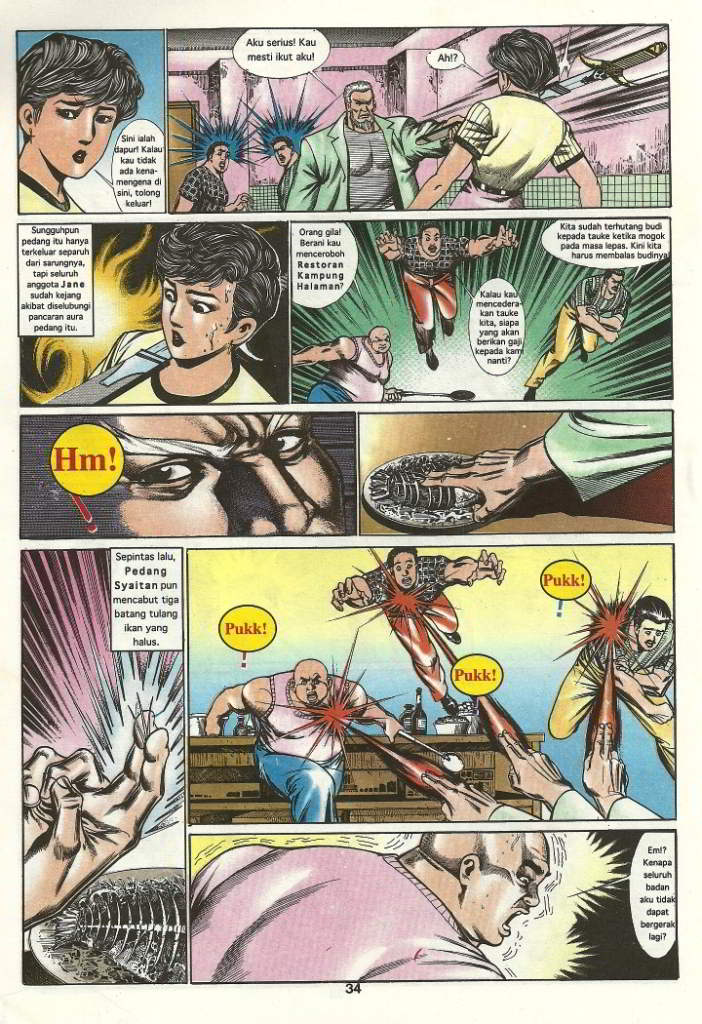 Sini ialah
dapur! Kalau
kau tidak
ada kena-
mengena di
sini, tolong
keluar!
Aku serius! Kau
mesti ikut aku!
Ah!?
Sungguhpun
pedang itu hanya
terkeluar separuh
dari sarungnya,
tapi seluruh
anggota Jane
sudah kejang
akibat diselubungi
pancaran aura
pedang itu.
Orang gila!
Berani kau
menceroboh
Restoran
Kampung
Halaman?
Kalau kau
mencedera-
kan tauke
kita, siapa
yang akan
berikan gaji
kepada kami
nanti?
Kita sudah terhutang budi
kepada tauke ketika mogok
pada masa lepas. Kini kita
harus membalas budinya!
Hm!
Sepintas lalu,
Pedang
Syaitan pun
mencabut tiga
batang tulang
ikan yang
halus.
Pukk!
Pukk!
Pukk!
Em!?
Kenapa
seluruh
badan
aku tidak
dapat
bergerak
lagi?
34